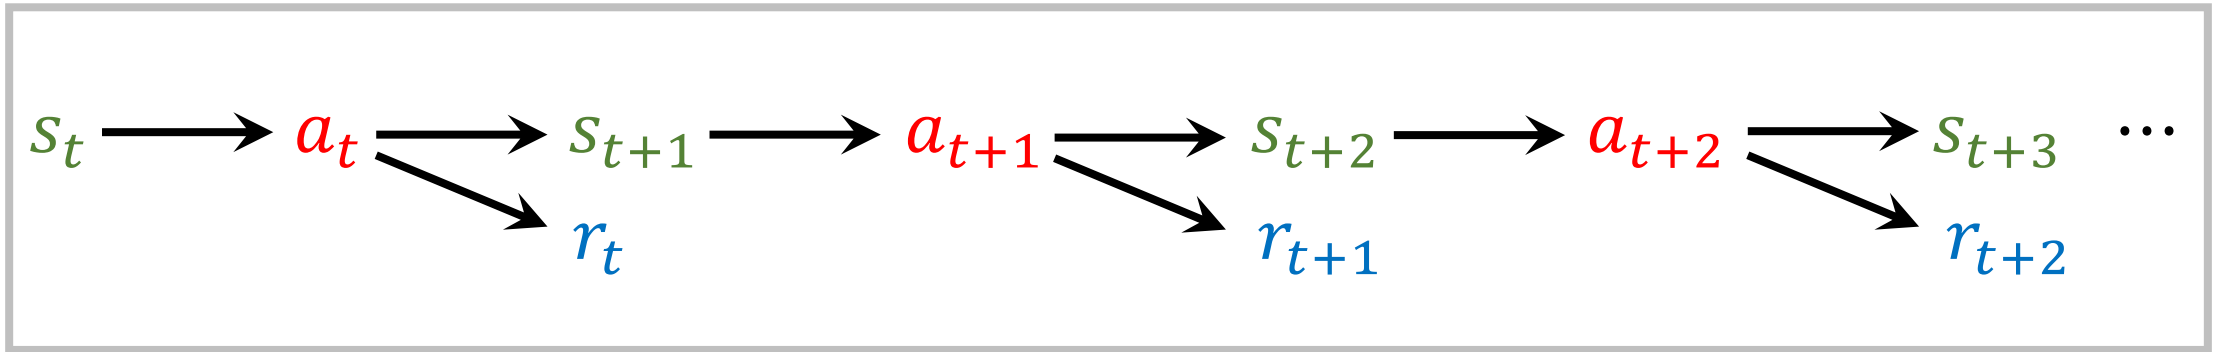 s_t → a_t → s_{t+1} → a_{t+1} → s_{t+2} → a_{t+2} → s_{t+3} ⋯
r_t r_{t+1} r_{t+2}